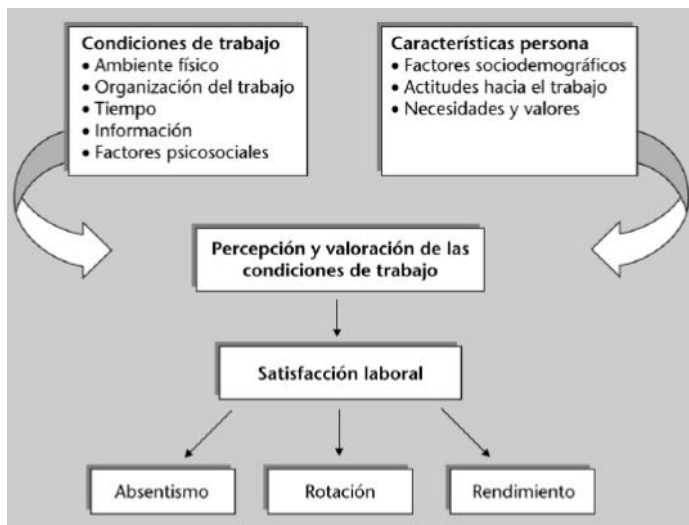 Condiciones de trabajo
• Ambiente físico
• Organización del trabajo
• Tiempo
• Información
• Factores psicosociales
Características persona
• Factores sociodemográficos
• Actitudes hacia el trabajo
• Necesidades y valores
Percepción y valoración de las
condiciones de trabajo
Satisfacción laboral
Absentismo
Rotación
Rendimiento